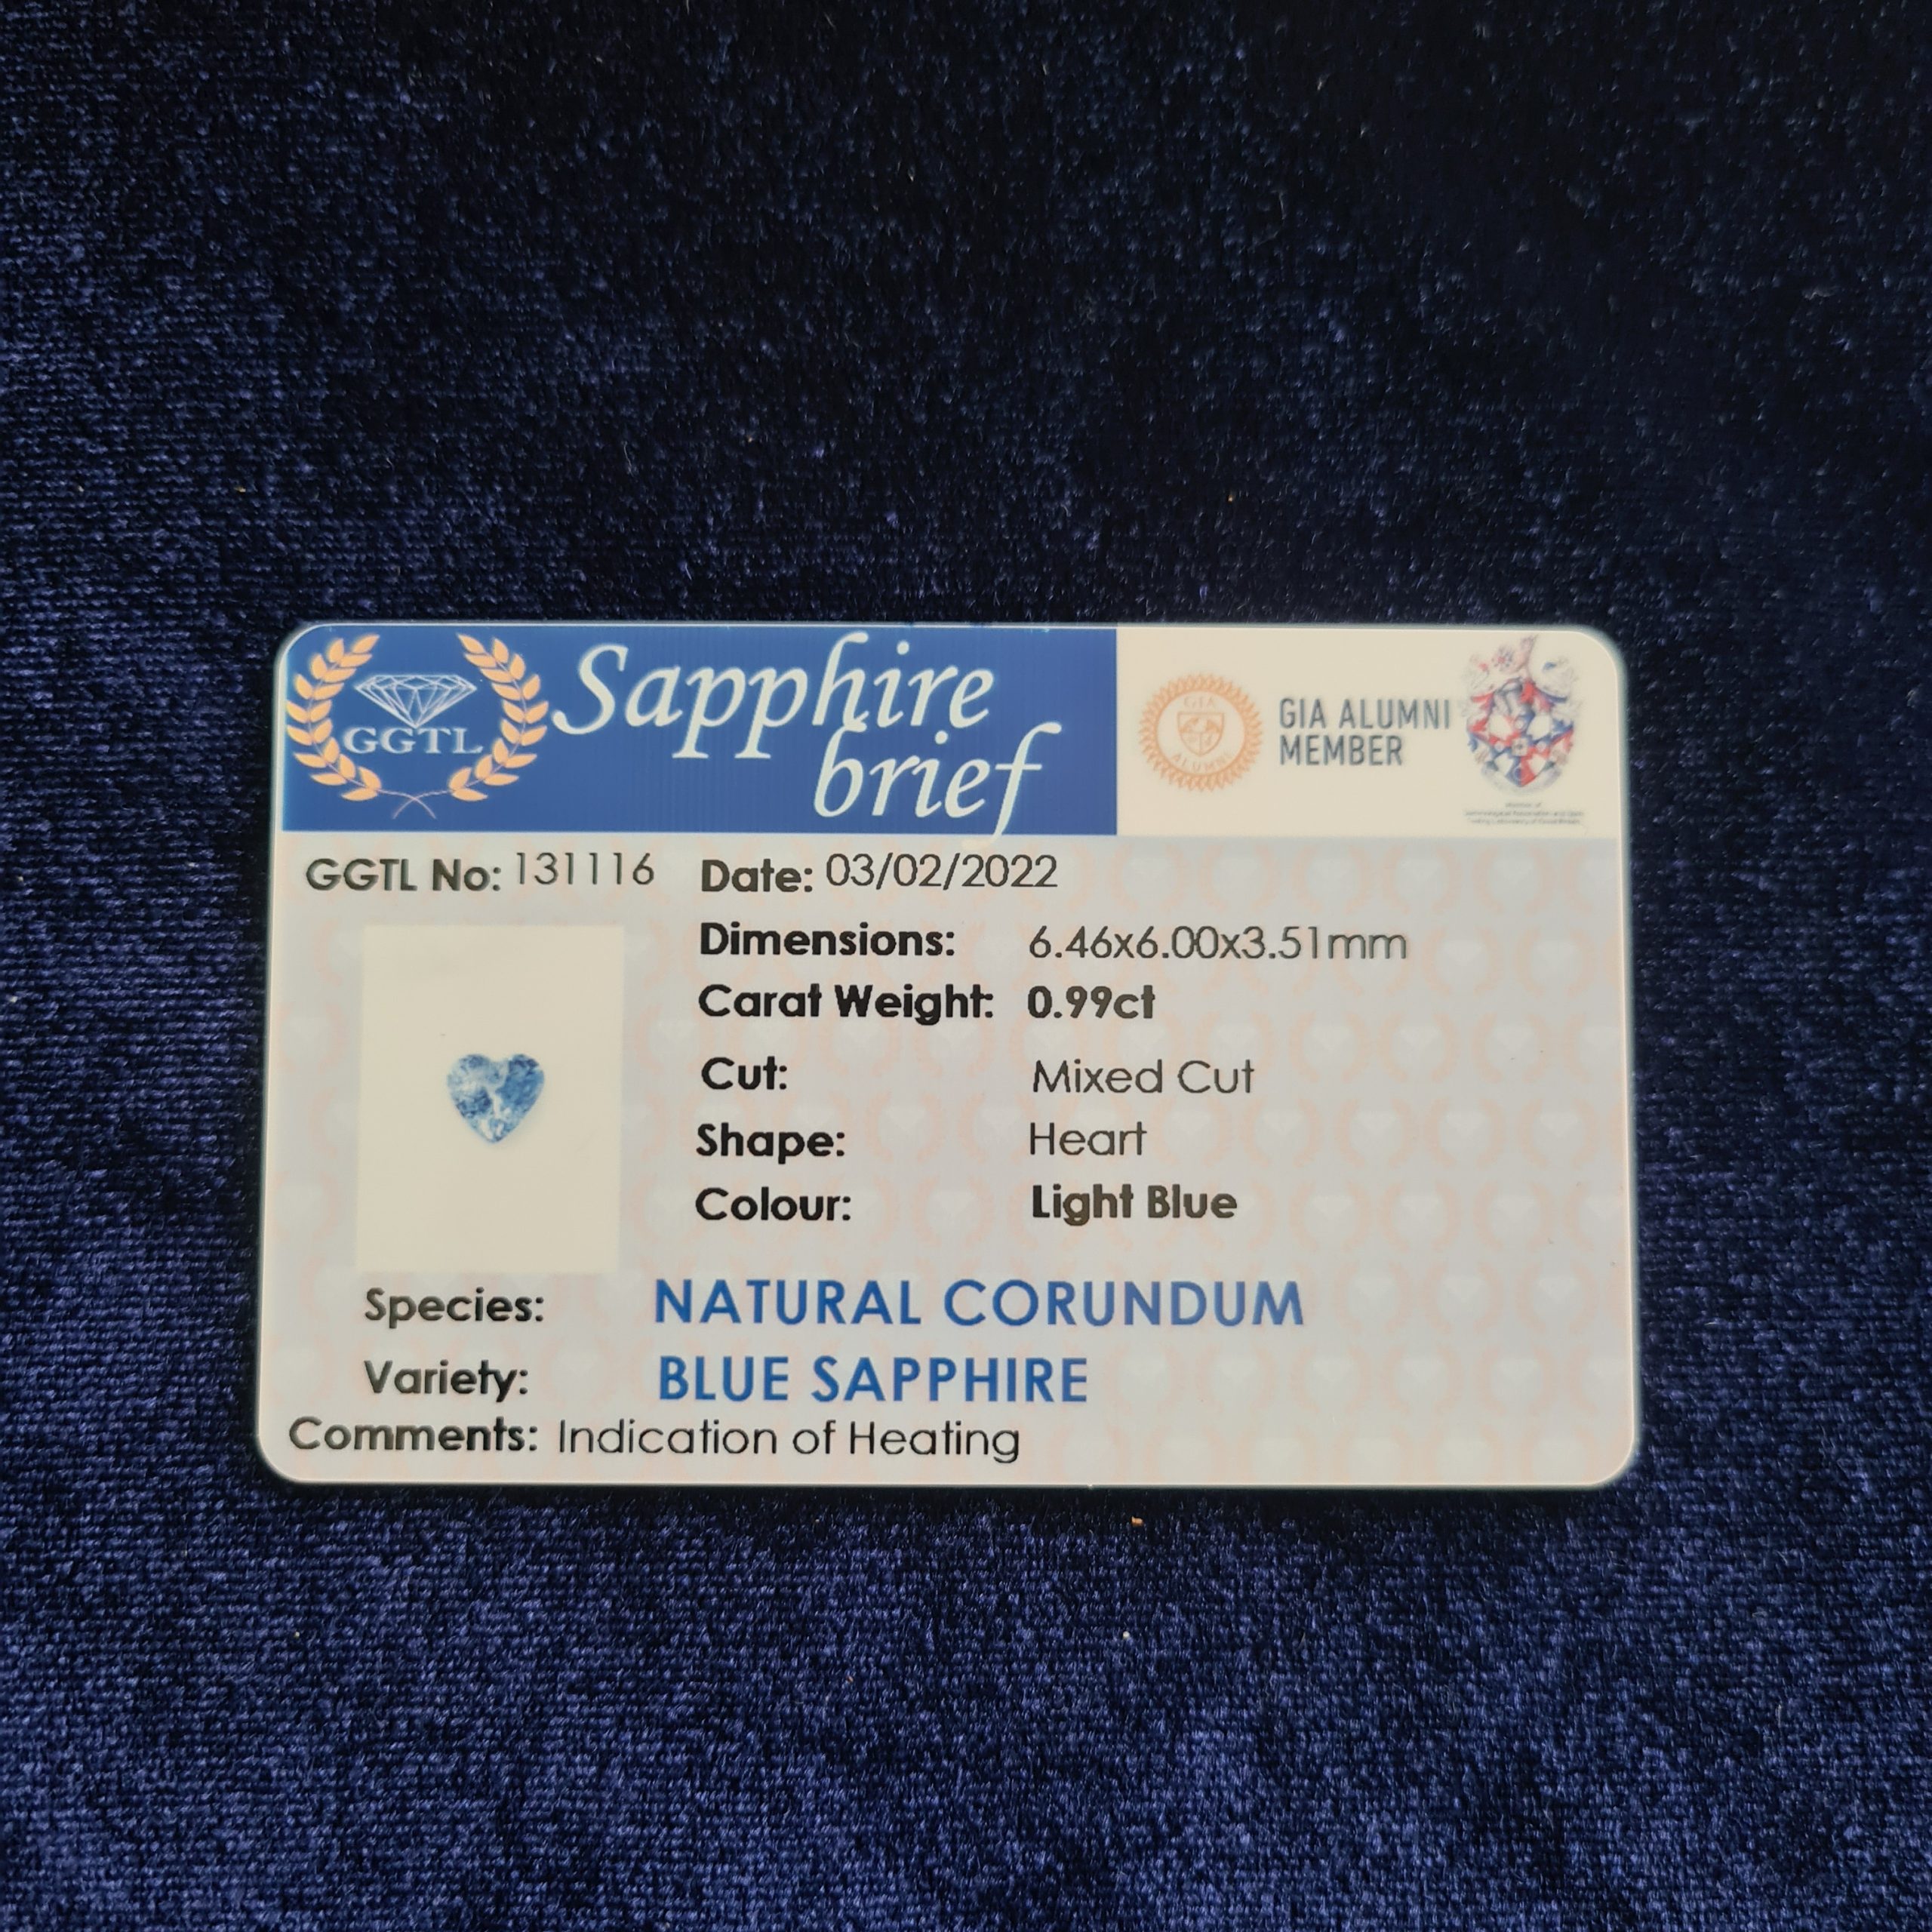 GGTL
Sapphire
brief
GIA
ALUMNI
GIA ALUMNI
MEMBER
GGTL No: 131116 Date: 03/02/2022
Dimensions: 6.46x6.00x3.51mm
Carat Weight: 0.99ct
Cut: Mixed Cut
Shape: Heart
Colour: Light Blue
Species: NATURAL CORUNDUM
Variety: BLUE SAPPHIRE
Comments: Indication of Heating